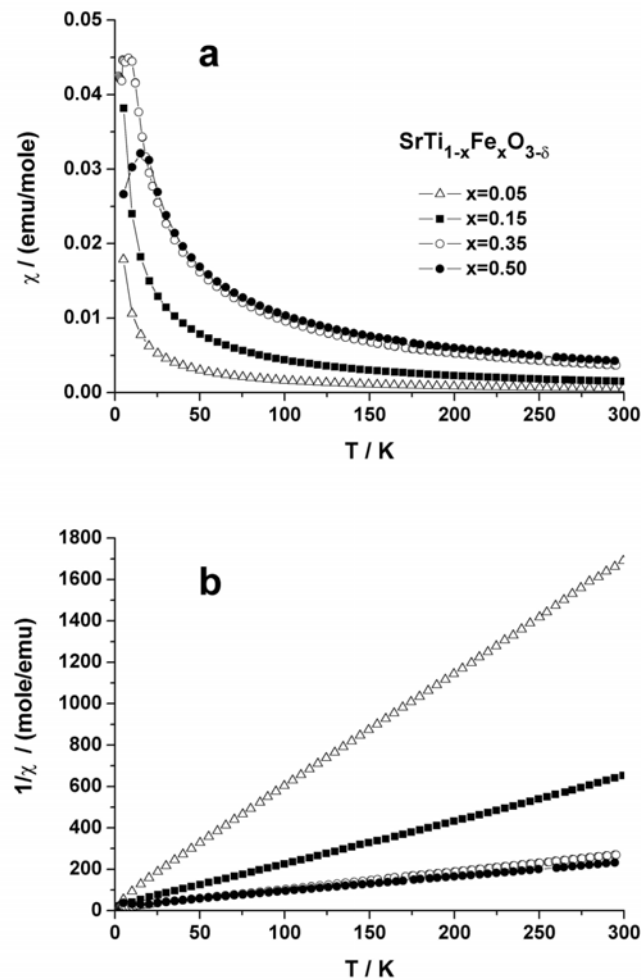 a
χ / (emu/mole)
0.05
0.04
0.03
0.02
0.01
0.00
SrTi₁₋ₓFeₓO₃₋δ
x=0.05
x=0.15
x=0.35
x=0.50
0 50 100 150 200 250 300
T / K
b
1/χ / (mole/emu)
1800
1600
1400
1200
1000
800
600
400
200
0
0 50 100 150 200 250 300
T / K